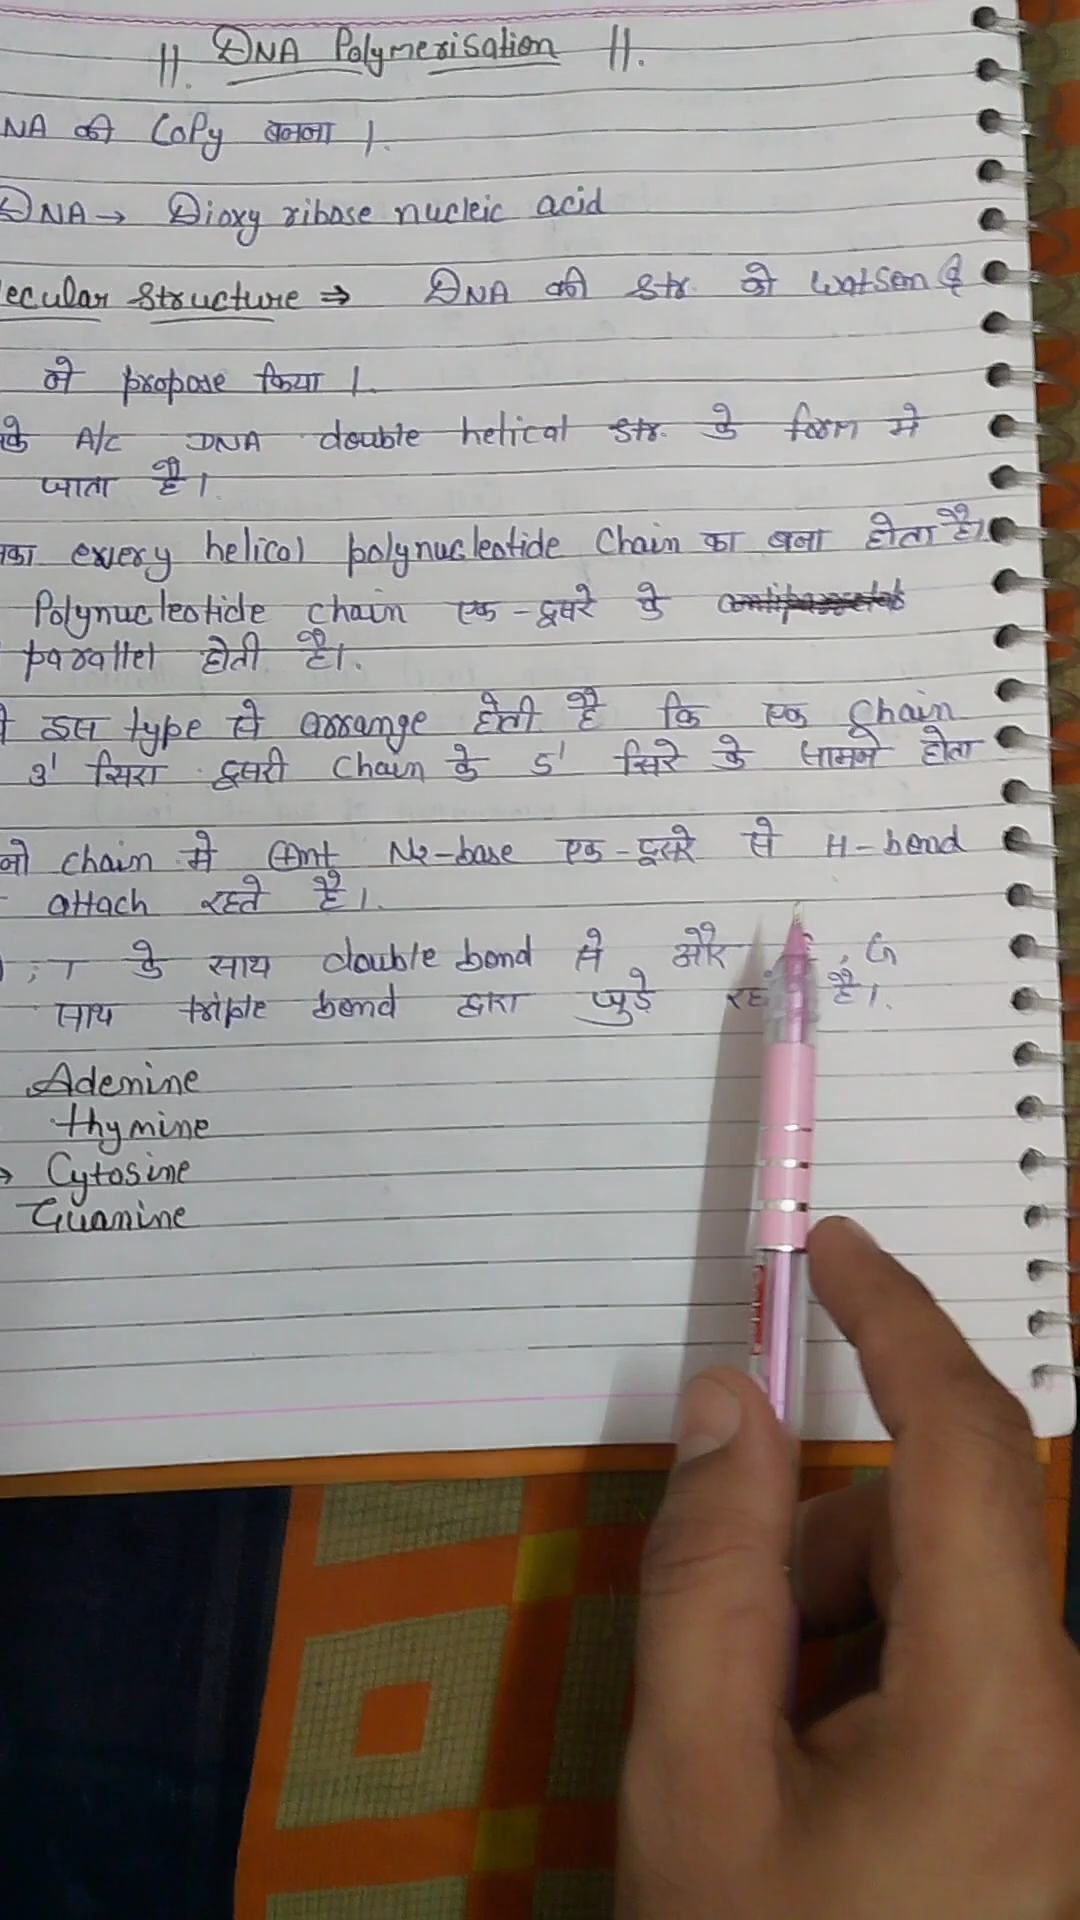 || DNA Polymerisation ||.
NA की Copy बनना |.
DNA → Dioxy ribose nucleic acid
ecular Structure ⇒ DNA की Str. को Watson &
ने propose किया |.
के A/c DNA double helical Str. के form में
जाता है |.
सका every helical polynucleotide Chain का बना होता है |.
Polynucleotide chain एक-दूसरे के
parallel होती है |.
इस type से arrange होती है कि एक Chain
3' सिरा दूसरी Chain के 5' सिरे के सामने होता
नो chain में N2-base एक-दूसरे से H-bond
attach रहते है |.
; T के साथ double bond से और , G
साथ triple bond द्वारा जुड़े है |.
Adenine
thymine
→ Cytosine
Guanine